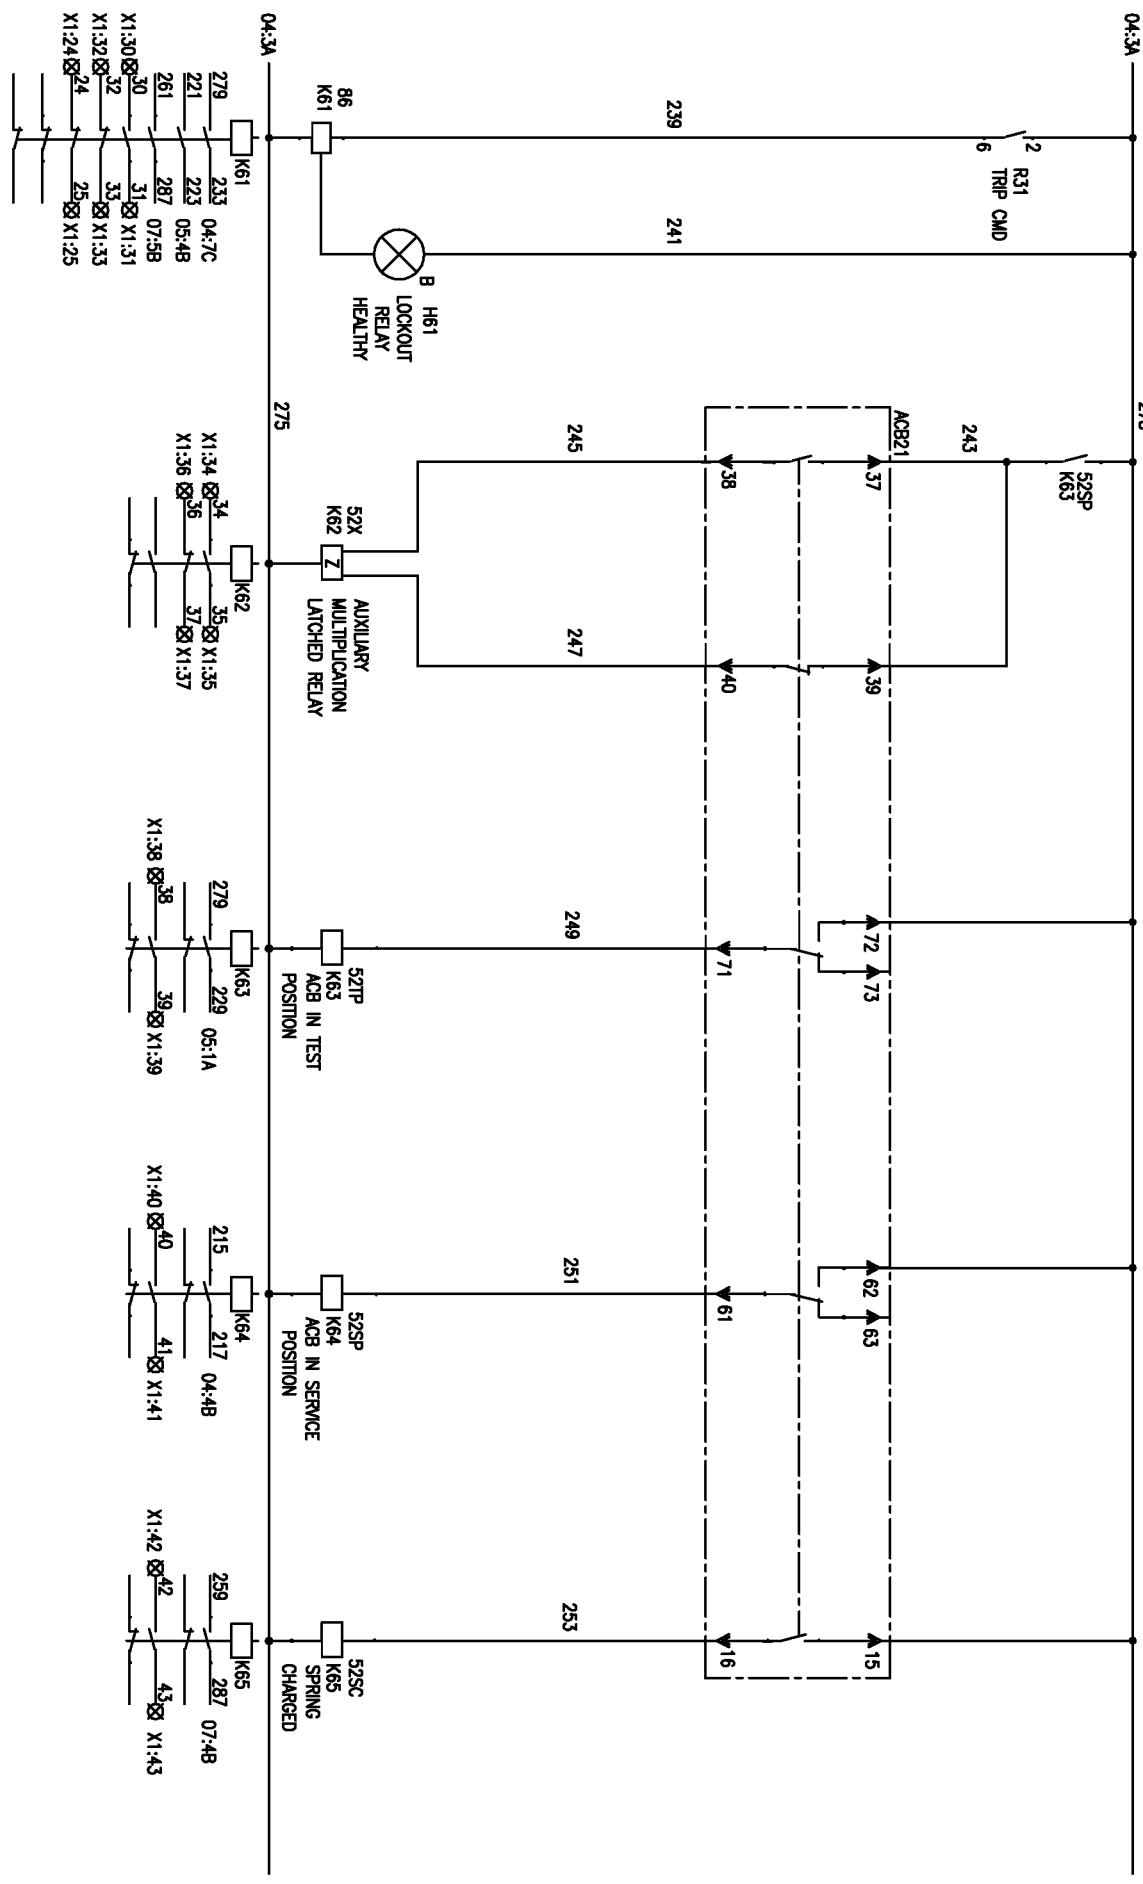 04:3A
2
6
R31
TRIP CMD
239
241
86
K61
B
H61
LOCKOUT
RELAY
HEALTHY
52SP
K63
243
ACB21
37
39
38
40
245
247
52X
K62
Z
AUXILIARY
MULTIPLICATION
LATCHED RELAY
72
73
71
249
52TP
K63
ACB IN TEST
POSITION
62
63
61
251
52SP
K64
ACB IN SERVICE
POSITION
15
16
253
52SC
K65
SPRING
CHARGED
04:3A
275
K61
279 233 04:7C
221 223 05:4B
261 287 07:5B
X1:30 30 31 X1:31
X1:32 32 33 X1:33
X1:24 24 25 X1:25
K62
X1:34 34 35 X1:35
X1:36 36 37 X1:37
K63
279 229 05:1A
X1:38 38 39 X1:39
K64
215 217 04:4B
X1:40 40 41 X1:41
K65
259 287 07:4B
X1:42 42 43 X1:43